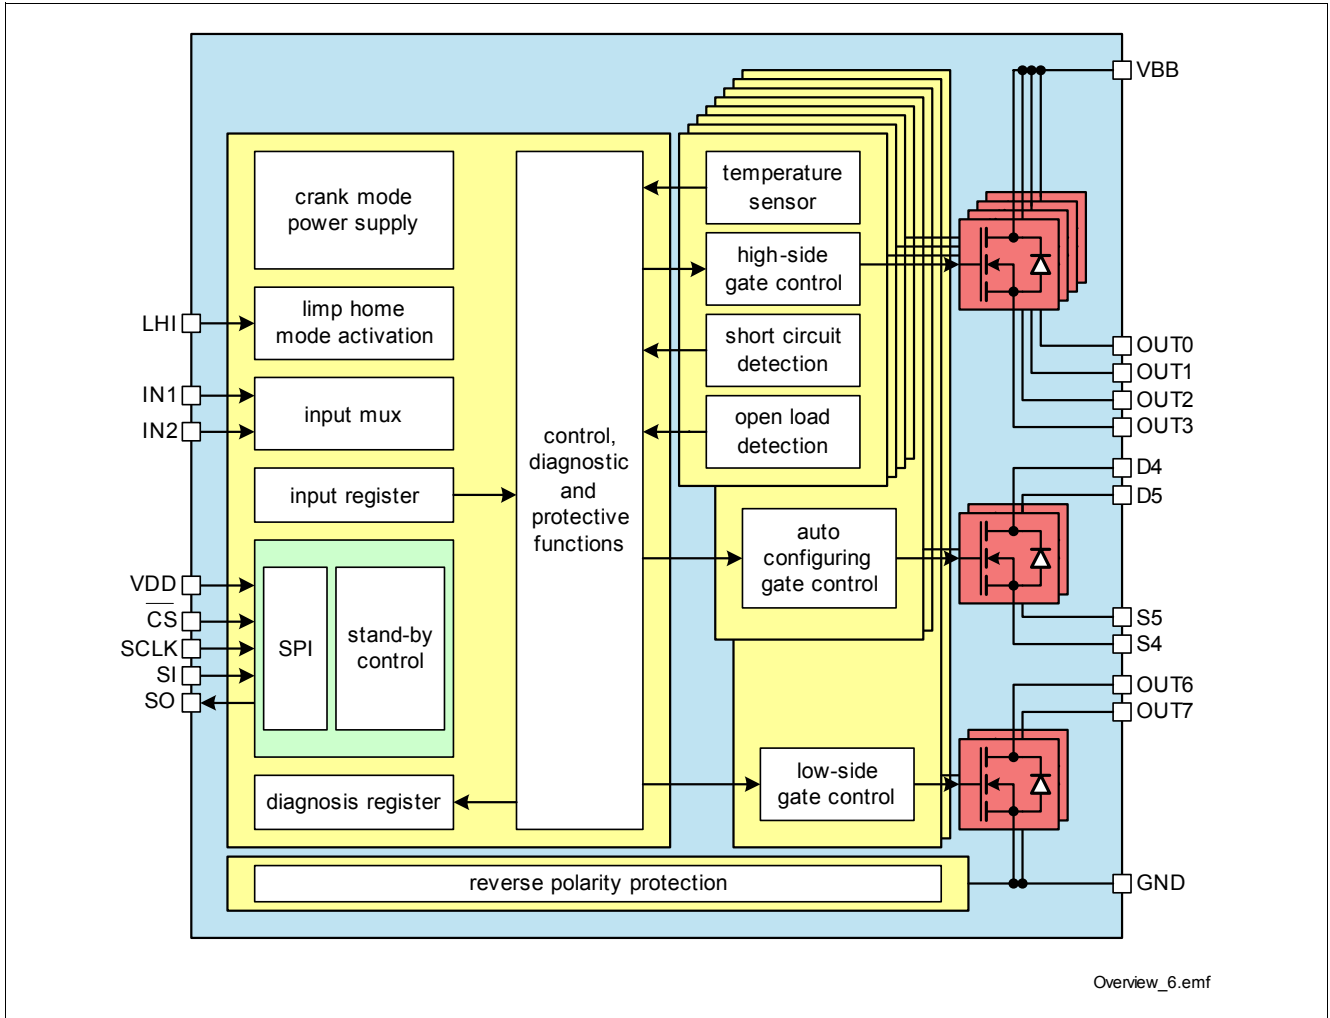 VBB
temperature
sensor
crank mode
power supply
high-side
gate control
LHI
limp home
mode activation
short circuit
detection
OUT0
OUT1
IN1
input mux
OUT2
IN2
open load
detection
OUT3
control,
diagnostic
and
protective
functions
D4
input register
D5
auto
configuring
gate control
VDD
CS
SCLK
SI
SO
SPI
stand-by
control
S5
S4
OUT6
OUT7
diagnosis register
low-side
gate control
reverse polarity protection
GND
Overview_6.emf